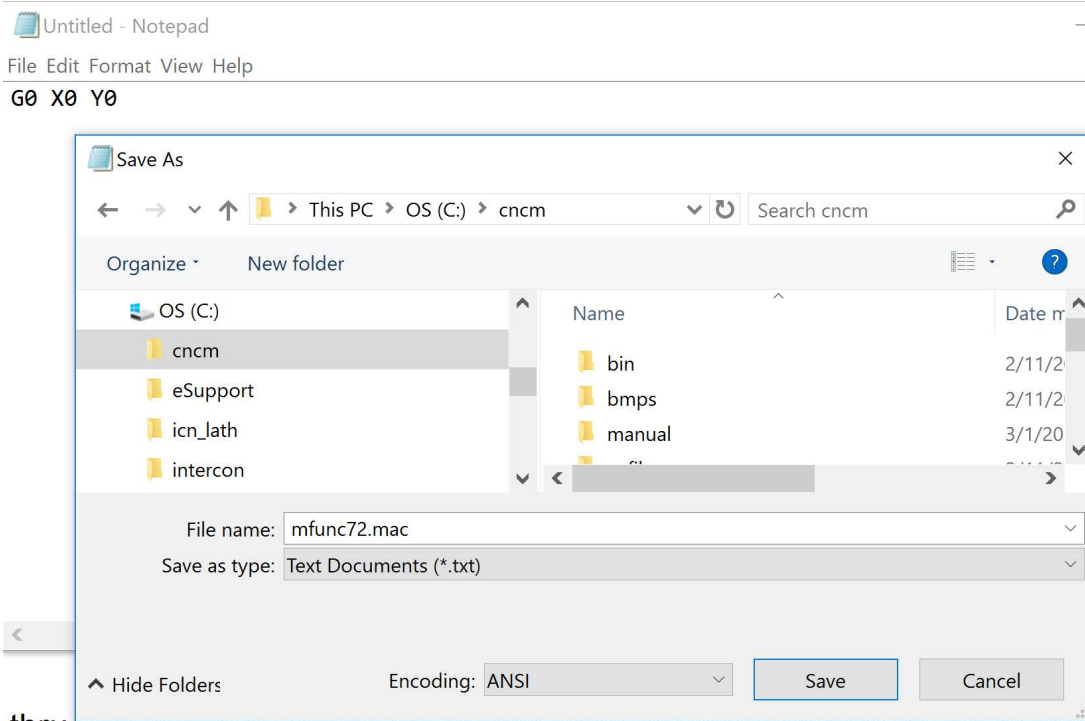 Untitled - Notepad
File Edit Format View Help
G0 X0 Y0
Save As
This PC > OS (C:) > cncm
Search cncm
Organize
New folder
OS (C:)
cncm
eSupport
icn_lath
intercon
Name
Date m
bin
2/11/2
bmps
2/11/2
manual
3/1/20
File name: mfunc72.mac
Save as type: Text Documents (*.txt)
Hide Folders
Encoding: ANSI
Save
Cancel